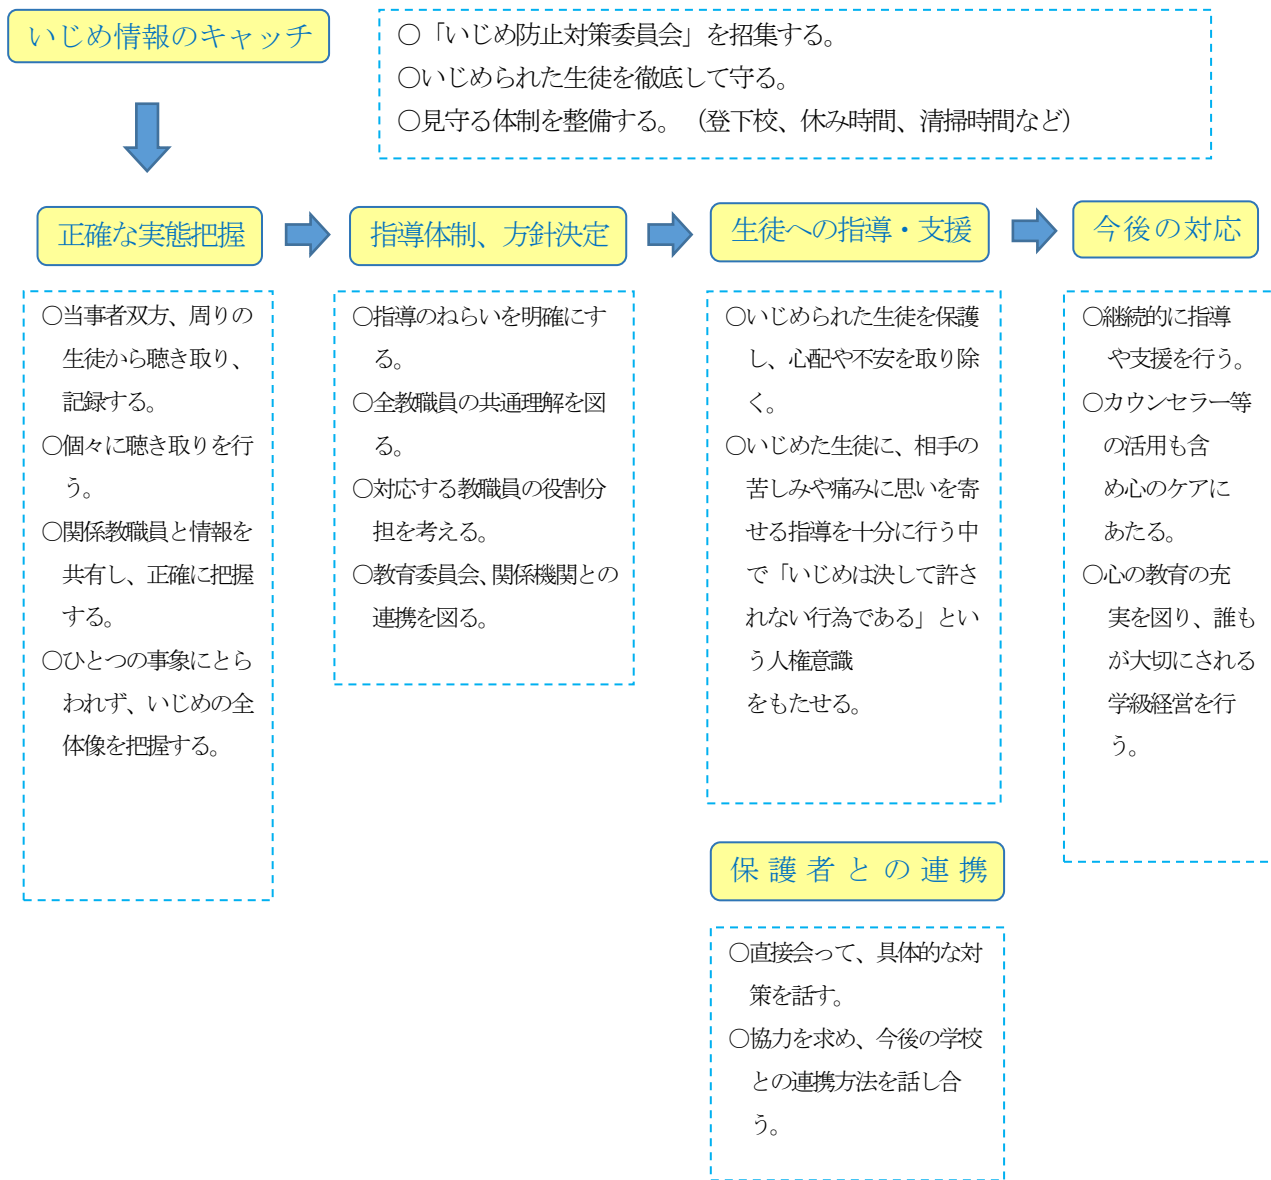 いじめ情報のキャッチ
○「いじめ防止対策委員会」を招集する。
○いじめられた生徒を徹底して守る。
○見守る体制を整備する。（登下校、休み時間、清掃時間など）
正確な実態把握
○当事者双方、周りの
生徒から聴き取り、
記録する。
○個々に聴き取りを行
う。
○関係教職員と情報を
共有し、正確に把握
する。
○ひとつの事象にとら
われず、いじめの全
体像を把握する。
指導体制、方針決定
○指導のねらいを明確にす
る。
○全教職員の共通理解を図
る。
○対応する教職員の役割分
担を考える。
○教育委員会、関係機関との
連携を図る。
生徒への指導・支援
○いじめられた生徒を保護
し、心配や不安を取り除
く。
○いじめた生徒に、相手の
苦しみや痛みに思いを寄
せる指導を十分に行う中
で「いじめは決して許さ
れない行為である」とい
う人権意識
をもたせる。
保護者との連携
○直接会って、具体的な対
策を話す。
○協力を求め、今後の学校
との連携方法を話し合
う。
今後の対応
○継続的に指導
や支援を行う。
○カウンセラー等
の活用も含
め心のケアに
あたる。
○心の教育の充
実を図り、誰も
が大切にされる
学級経営を行
う。